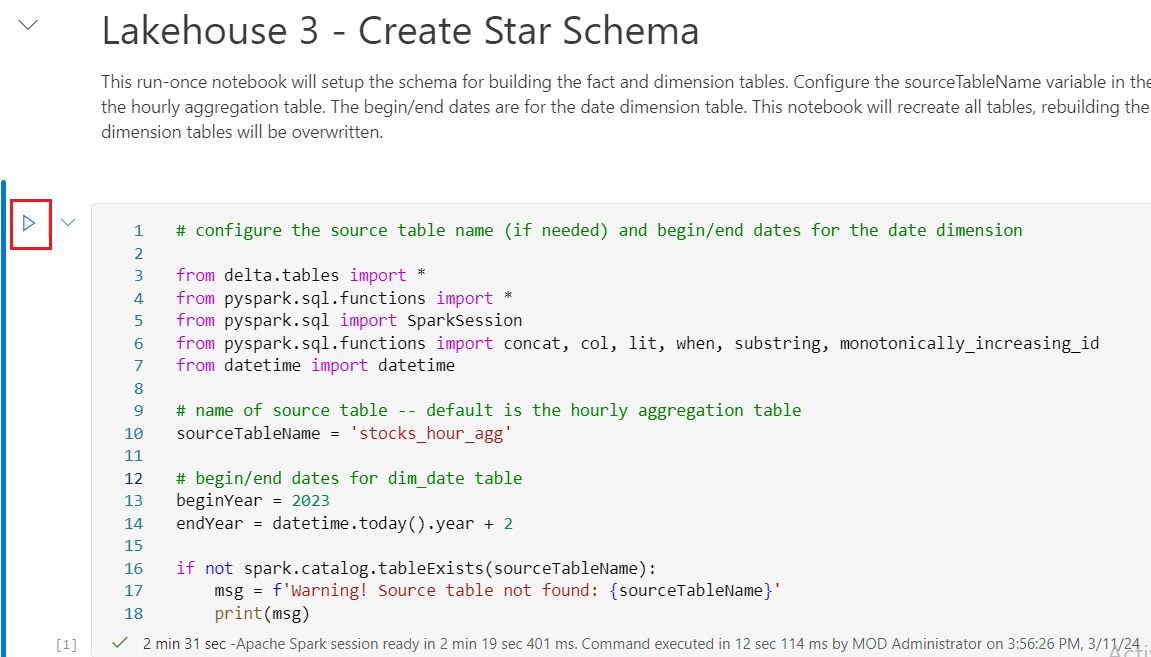 Lakehouse 3 - Create Star Schema
This run-once notebook will setup the schema for building the fact and dimension tables. Configure the sourceTableName variable in the
the hourly aggregation table. The begin/end dates are for the date dimension table. This notebook will recreate all tables, rebuilding the
dimension tables will be overwritten.
1 # configure the source table name (if needed) and begin/end dates for the date dimension
2
3 from delta.tables import *
4 from pyspark.sql.functions import *
5 from pyspark.sql import SparkSession
6 from pyspark.sql.functions import concat, col, lit, when, substring, monotonically_increasing_id
7 from datetime import datetime
8
9 # name of source table -- default is the hourly aggregation table
10 sourceTableName = 'stocks_hour_agg'
11
12 # begin/end dates for dim_date table
13 beginYear = 2023
14 endYear = datetime.today().year + 2
15
16 if not spark.catalog.tableExists(sourceTableName):
17 msg = f'Warning! Source table not found: {sourceTableName}'
18 print(msg)
[1] 2 min 31 sec -Apache Spark session ready in 2 min 19 sec 401 ms. Command executed in 12 sec 114 ms by MOD Administrator on 3:56:26 PM, 3/11/24